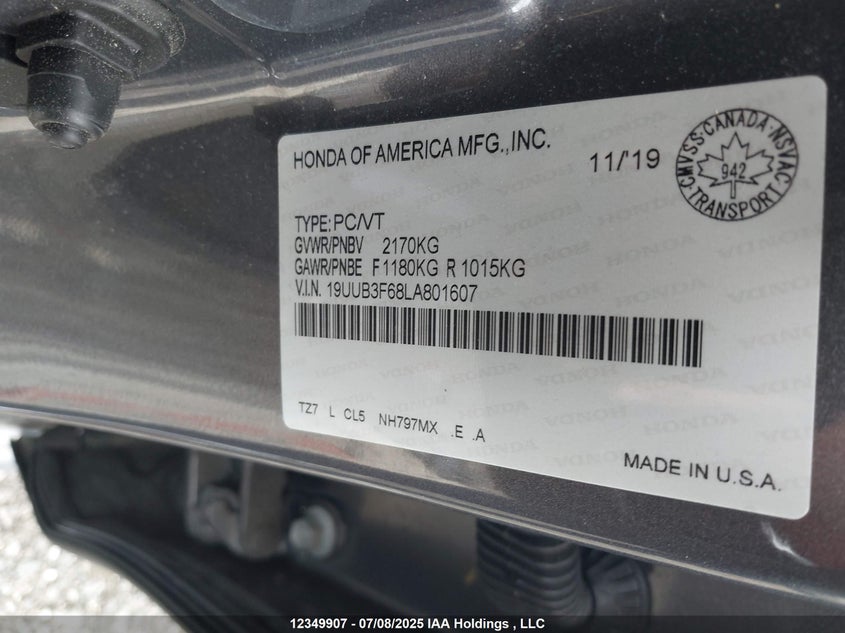 HONDA OF AMERICA MFG.,INC.
11/'19
CMVSS·CANADA·NSVAC
942
TRANSPORT
TYPE: PC/VT
GVWR/PNBV 2170KG
GAWR/PNBE F1180KG R1015KG
V.I.N. 19UUB3F68LA801607
TZ7 L CL5 NH797MX .E .A
MADE IN U.S.A.
12349907 - 07/08/2025 IAA Holdings , LLC